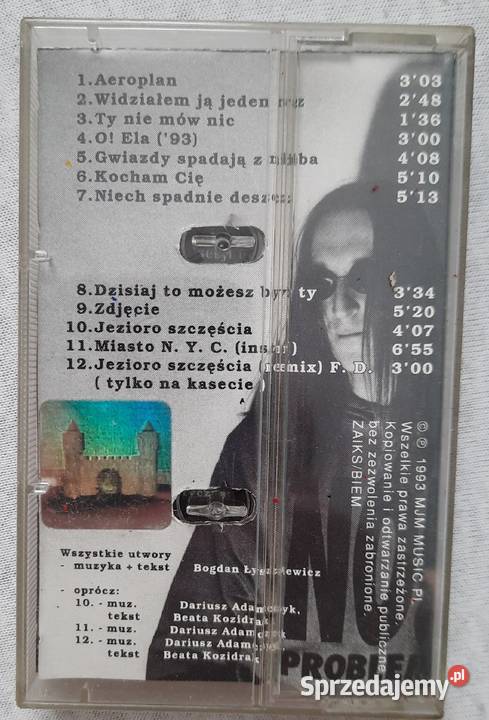 1.Aeroplan 3'03
2.Widziałem ją jeden raz 2'48
3.Ty nie mów nic 1'36
4.O! Ela ('93) 3'00
5.Gwiazdy spadają z nieba 4'08
6.Kocham Cię 5'10
7.Niech spadnie deszcz 5'13
8.Dzisiaj to możesz być ty 3'34
9.Zdjęcie 5'20
10.Jezioro szczęścia 4'07
11.Miasto N. Y. C. (instr) 6'55
12.Jezioro szczęścia (remix) F. D. 3'00
( tylko na kasecie )
© ℗ 1993 MJM MUSIC PL
Wszelkie prawa zastrzeżone.
Kopiowanie i odtwarzanie publiczne
bez zezwolenia zabronione.
ZAIKS/BIEM
Wszystkie utwory
- muzyka + tekst Bogdan Łyszkiewicz
- oprócz:
10. - muz. Dariusz Adamczyk,
tekst Beata Kozidrak
11. - muz. Dariusz Adamczyk
12. - muz. Dariusz Adamczyk,
tekst Beata Kozidrak
NO
PROBLEM
Sprzedajemy.pl